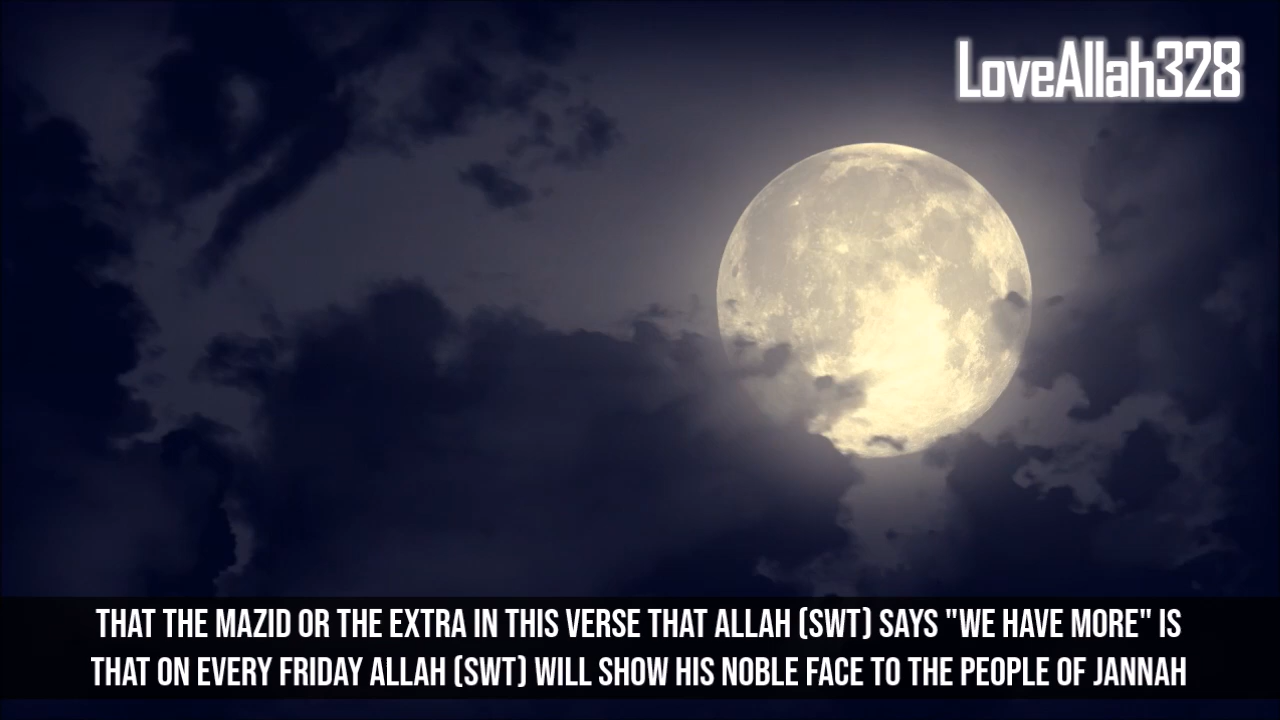 LoveAllah328
THAT THE MAZID OR THE EXTRA IN THIS VERSE THAT ALLAH (SWT) SAYS "WE HAVE MORE" IS
THAT ON EVERY FRIDAY ALLAH (SWT) WILL SHOW HIS NOBLE FACE TO THE PEOPLE OF JANNAH